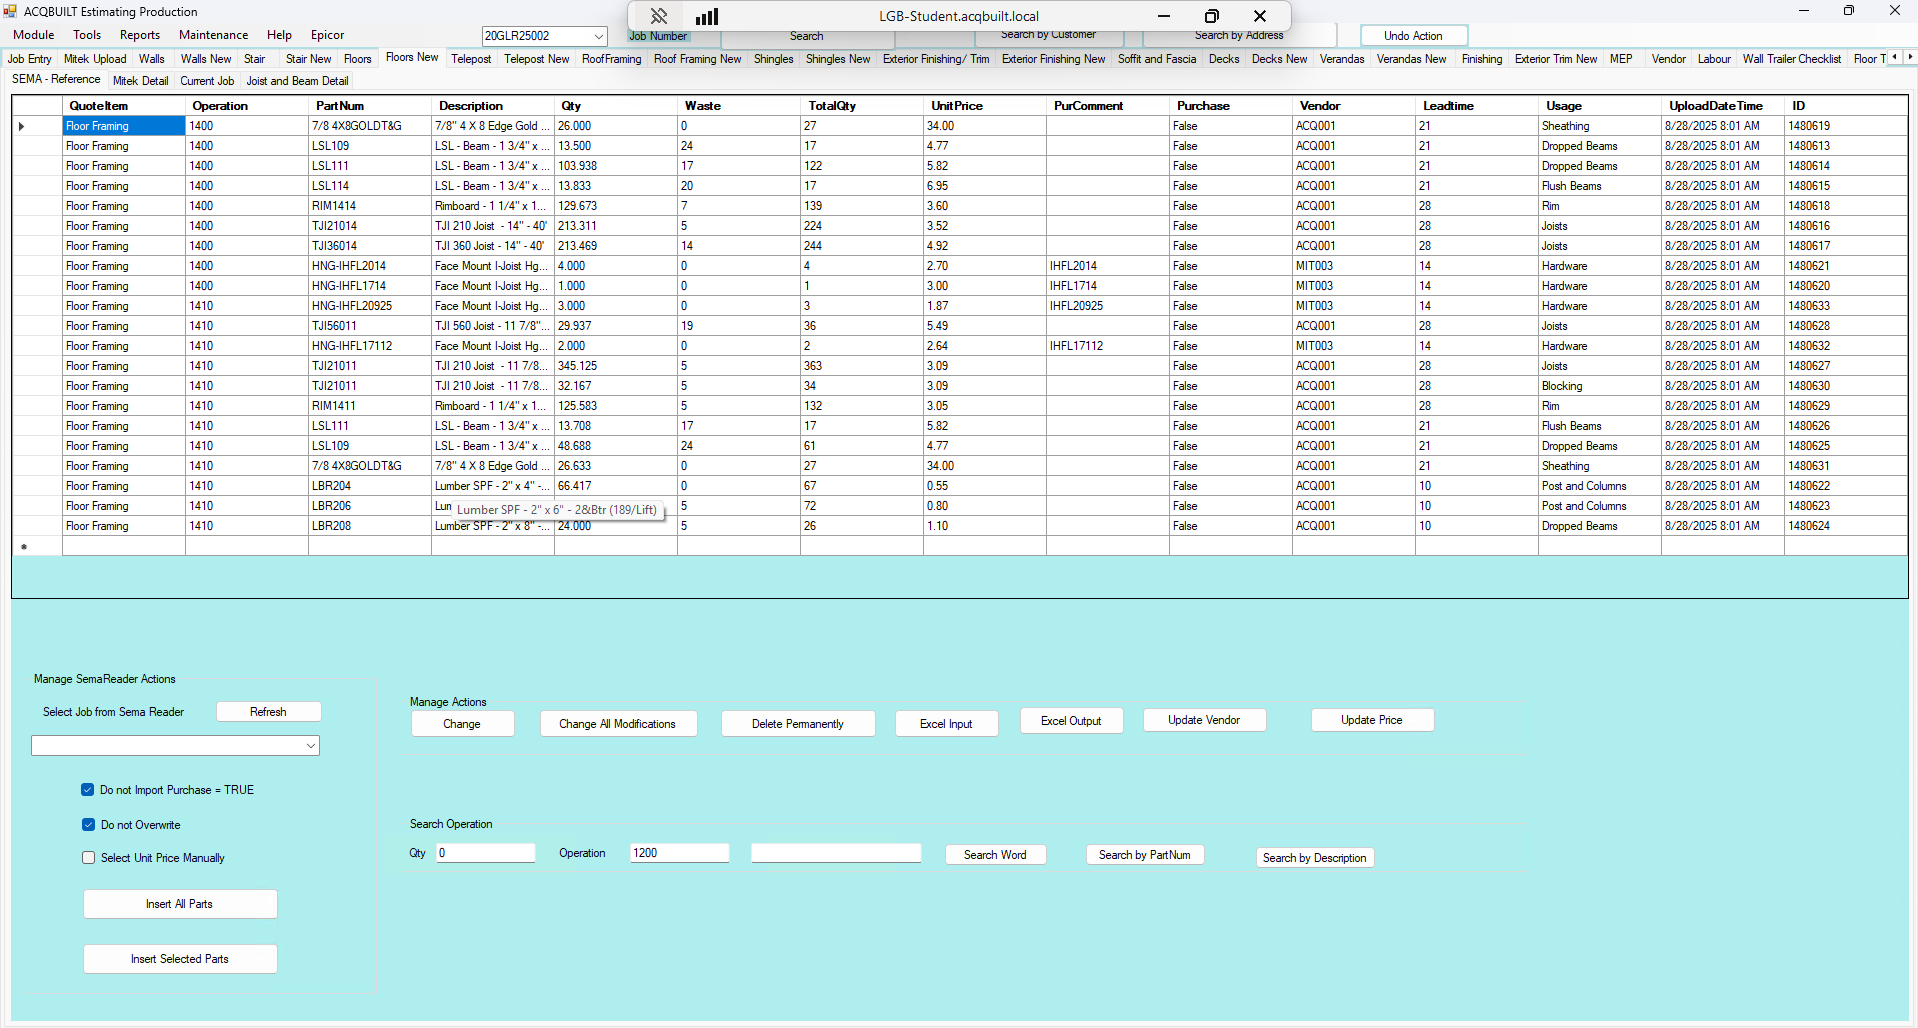 ACQBUILT Estimating Production
LGB-Student.acqbuilt.local
Module Tools Reports Maintenance Help Epicor 20GLR25002 Job Number Search Search by Customer Search by Address Undo Action
Job Entry Mitek Upload Walls Walls New Stair Stair New Floors Floors New Telepost Telepost New RoofFraming Roof Framing New Shingles Shingles New Exterior Finishing/ Trim Exterior Finishing New Soffit and Fascia Decks Decks New Verandas Verandas New Finishing Exterior Trim New MEP Vendor Labour Wall Trailer Checklist Floor T
SEMA - Reference Mitek Detail Current Job Joist and Beam Detail
QuoteItem Operation PartNum Description Qty Waste TotalQty UnitPrice PurComment Purchase Vendor Leadtime Usage UploadDateTime ID
Floor Framing 1400 7/8 4X8GOLDT&G 7/8" 4 X 8 Edge Gold ... 26.000 0 27 34.00 False ACQ001 21 Sheathing 8/28/2025 8:01 AM 1480619
Floor Framing 1400 LSL109 LSL - Beam - 1 3/4" x ... 13.500 24 17 4.77 False ACQ001 21 Dropped Beams 8/28/2025 8:01 AM 1480613
Floor Framing 1400 LSL111 LSL - Beam - 1 3/4" x ... 103.938 17 122 5.82 False ACQ001 21 Dropped Beams 8/28/2025 8:01 AM 1480614
Floor Framing 1400 LSL114 LSL - Beam - 1 3/4" x ... 13.833 20 17 6.95 False ACQ001 21 Flush Beams 8/28/2025 8:01 AM 1480615
Floor Framing 1400 RIM1414 Rimboard - 1 1/4" x 1... 129.673 7 139 3.60 False ACQ001 28 Rim 8/28/2025 8:01 AM 1480618
Floor Framing 1400 TJI21014 TJI 210 Joist - 14" - 40' 213.311 5 224 3.52 False ACQ001 28 Joists 8/28/2025 8:01 AM 1480616
Floor Framing 1400 TJI36014 TJI 360 Joist - 14" - 40' 213.469 14 244 4.92 False ACQ001 28 Joists 8/28/2025 8:01 AM 1480617
Floor Framing 1400 HNG-IHFL2014 Face Mount I-Joist Hg... 4.000 0 4 2.70 IHFL2014 False MIT003 14 Hardware 8/28/2025 8:01 AM 1480621
Floor Framing 1400 HNG-IHFL1714 Face Mount I-Joist Hg... 1.000 0 1 3.00 IHFL1714 False MIT003 14 Hardware 8/28/2025 8:01 AM 1480620
Floor Framing 1410 HNG-IHFL20925 Face Mount I-Joist Hg... 3.000 0 3 1.87 IHFL20925 False MIT003 14 Hardware 8/28/2025 8:01 AM 1480633
Floor Framing 1410 TJI56011 TJI 560 Joist - 11 7/8"... 29.937 19 36 5.49 False ACQ001 28 Joists 8/28/2025 8:01 AM 1480628
Floor Framing 1410 HNG-IHFL17112 Face Mount I-Joist Hg... 2.000 0 2 2.64 IHFL17112 False MIT003 14 Hardware 8/28/2025 8:01 AM 1480632
Floor Framing 1410 TJI21011 TJI 210 Joist - 11 7/8... 345.125 5 363 3.09 False ACQ001 28 Joists 8/28/2025 8:01 AM 1480627
Floor Framing 1410 TJI21011 TJI 210 Joist - 11 7/8... 32.167 5 34 3.09 False ACQ001 28 Blocking 8/28/2025 8:01 AM 1480630
Floor Framing 1410 RIM1411 Rimboard - 1 1/4" x 1... 125.583 5 132 3.05 False ACQ001 28 Rim 8/28/2025 8:01 AM 1480629
Floor Framing 1410 LSL111 LSL - Beam - 1 3/4" x ... 13.708 17 17 5.82 False ACQ001 21 Flush Beams 8/28/2025 8:01 AM 1480626
Floor Framing 1410 LSL109 LSL - Beam - 1 3/4" x ... 48.688 24 61 4.77 False ACQ001 21 Dropped Beams 8/28/2025 8:01 AM 1480625
Floor Framing 1410 7/8 4X8GOLDT&G 7/8" 4 X 8 Edge Gold ... 26.633 0 27 34.00 False ACQ001 21 Sheathing 8/28/2025 8:01 AM 1480631
Floor Framing 1410 LBR204 Lumber SPF - 2" x 4" -... 66.417 0 67 0.55 False ACQ001 10 Post and Columns 8/28/2025 8:01 AM 1480622
Floor Framing 1410 LBR206 Lum 5 72 0.80 False ACQ001 10 Post and Columns 8/28/2025 8:01 AM 1480623
Lumber SPF - 2" x 6" - 2&Btr (189/Lift)
Floor Framing 1410 LBR208 Lumber SPF - 2" x 8" -... 24.000 5 26 1.10 False ACQ001 10 Dropped Beams 8/28/2025 8:01 AM 1480624
Manage SemaReader Actions
Select Job from Sema Reader Refresh
Do not Import Purchase = TRUE
Do not Overwrite
Select Unit Price Manually
Insert All Parts
Insert Selected Parts
Manage Actions
Change Change All Modifications Delete Permanently Excel Input Excel Output Update Vendor Update Price
Search Operation
Qty 0 Operation 1200 Search Word Search by PartNum Search by Description